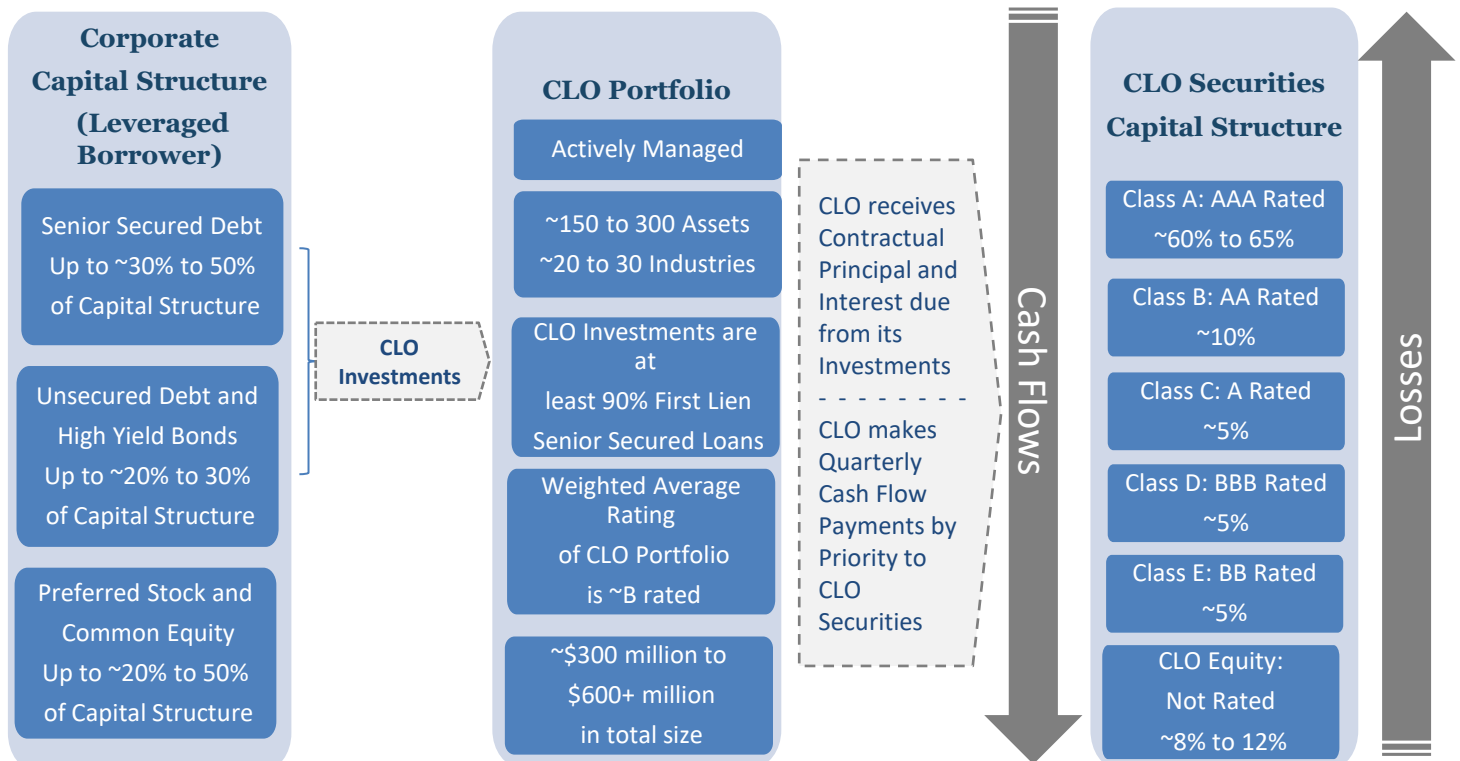 Corporate
Capital Structure
(Leveraged
Borrower)
Senior Secured Debt
Up to ~30% to 50%
of Capital Structure
Unsecured Debt and
High Yield Bonds
Up to ~20% to 30%
of Capital Structure
Preferred Stock and
Common Equity
Up to ~20% to 50%
of Capital Structure
CLO
Investments
CLO Portfolio
Actively Managed
~150 to 300 Assets
~20 to 30 Industries
CLO Investments are
at
least 90% First Lien
Senior Secured Loans
Weighted Average
Rating
of CLO Portfolio
is ~B rated
~$300 million to
$600+ million
in total size
CLO receives
Contractual
Principal and
Interest due
from its
Investments
- - - - - - - -
CLO makes
Quarterly
Cash Flow
Payments by
Priority to
CLO
Securities
Cash Flows
CLO Securities
Capital Structure
Class A: AAA Rated
~60% to 65%
Class B: AA Rated
~10%
Class C: A Rated
~5%
Class D: BBB Rated
~5%
Class E: BB Rated
~5%
CLO Equity:
Not Rated
~8% to 12%
Losses